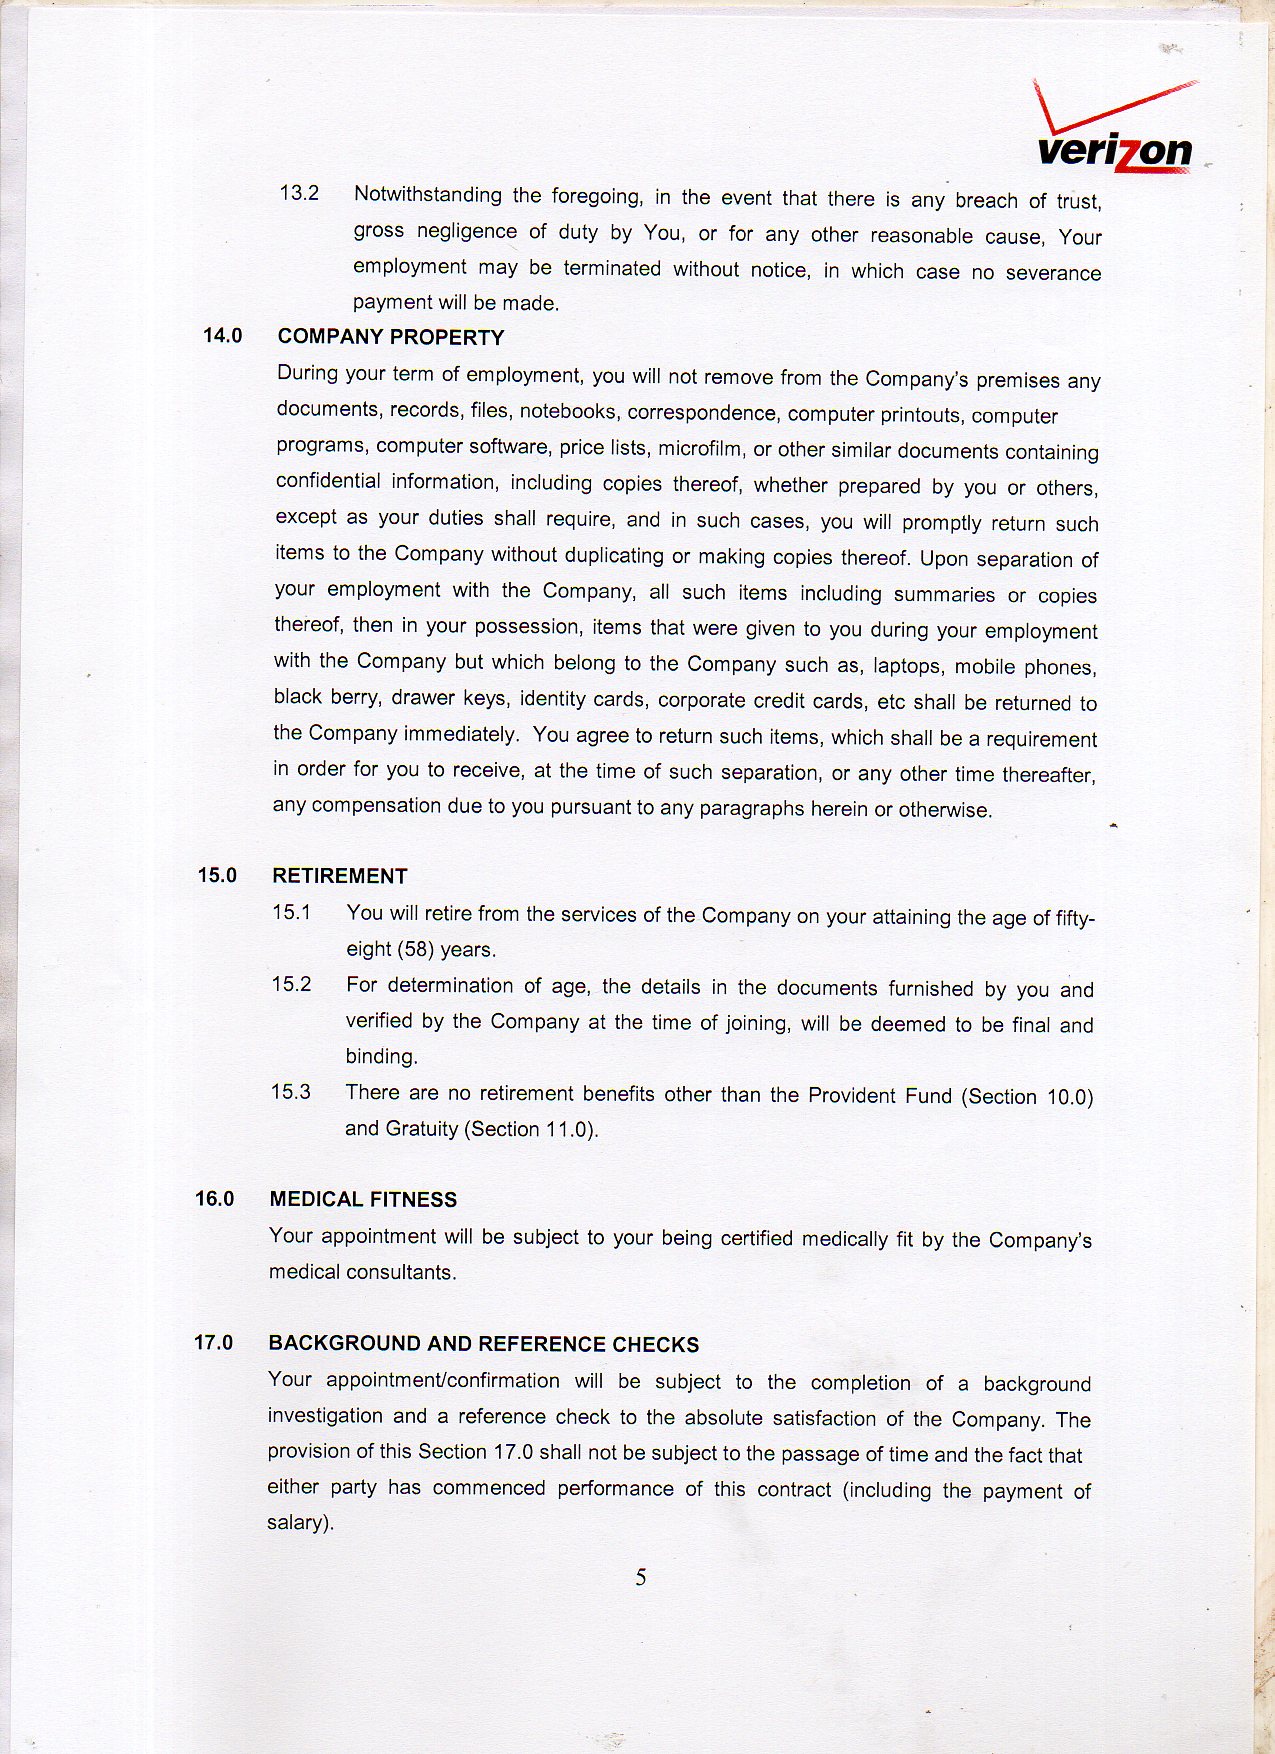 verizon
13.2 Notwithstanding the foregoing, in the event that there is any breach of trust,
gross negligence of duty by You, or for any other reasonable cause, Your
employment may be terminated without notice, in which case no severance
payment will be made.
14.0 COMPANY PROPERTY
During your term of employment, you will not remove from the Company's premises any
documents, records, files, notebooks, correspondence, computer printouts, computer
programs, computer software, price lists, microfilm, or other similar documents containing
confidential information, including copies thereof, whether prepared by you or others,
except as your duties shall require, and in such cases, you will promptly return such
items to the Company without duplicating or making copies thereof. Upon separation of
your employment with the Company, all such items including summaries or copies
thereof, then in your possession, items that were given to you during your employment
with the Company but which belong to the Company such as, laptops, mobile phones,
black berry, drawer keys, identity cards, corporate credit cards, etc shall be returned to
the Company immediately. You agree to return such items, which shall be a requirement
in order for you to receive, at the time of such separation, or any other time thereafter,
any compensation due to you pursuant to any paragraphs herein or otherwise.
15.0 RETIREMENT
15.1 You will retire from the services of the Company on your attaining the age of fifty-
eight (58) years.
15.2 For determination of age, the details in the documents furnished by you and
verified by the Company at the time of joining, will be deemed to be final and
binding.
15.3 There are no retirement benefits other than the Provident Fund (Section 10.0)
and Gratuity (Section 11.0).
16.0 MEDICAL FITNESS
Your appointment will be subject to your being certified medically fit by the Company's
medical consultants.
17.0 BACKGROUND AND REFERENCE CHECKS
Your appointment/confirmation will be subject to the completion of a background
investigation and a reference check to the absolute satisfaction of the Company. The
provision of this Section 17.0 shall not be subject to the passage of time and the fact that
either party has commenced performance of this contract (including the payment of
salary).
5